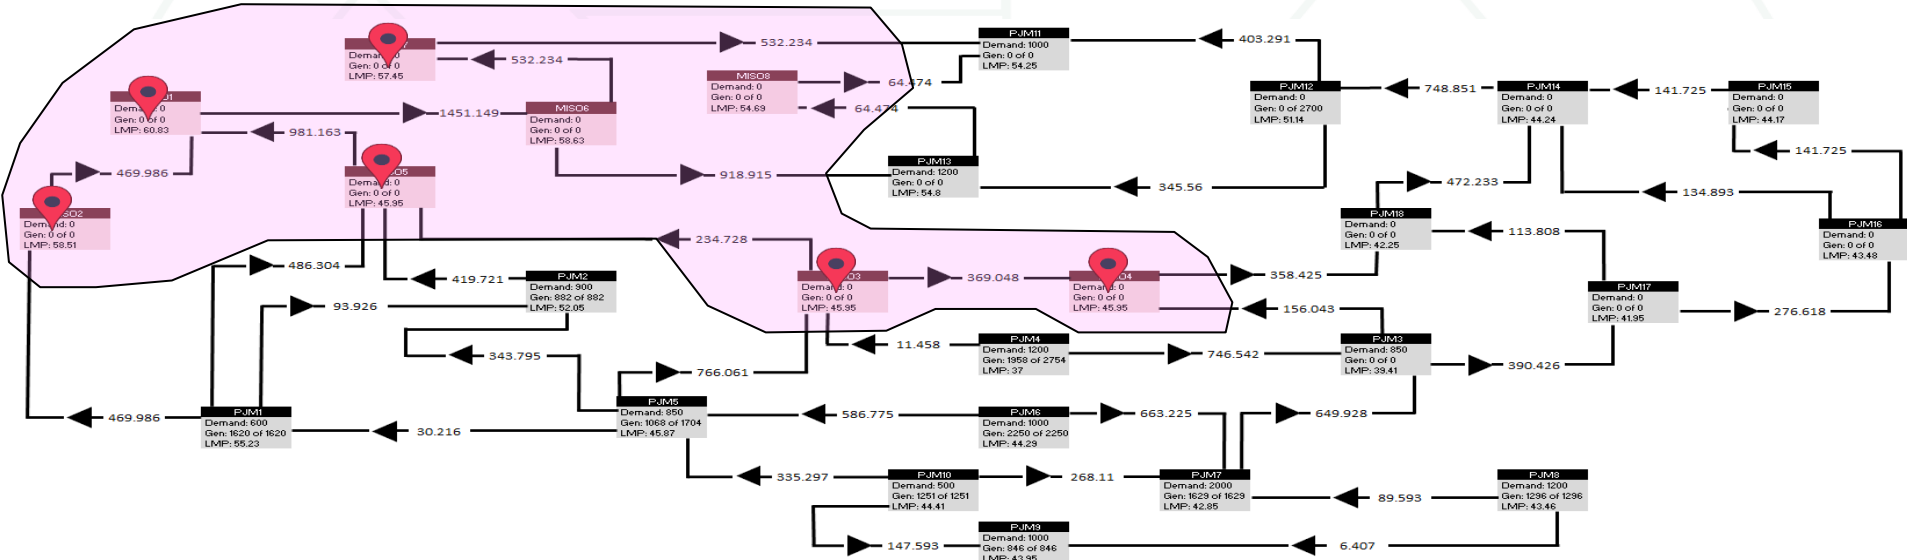 PJM11
Demand: 1000
Gen: 0 of 0
LMP: 54.25
532.234
403.291
Demand: 0
Gen: 0 of 0
LMP: 57.45
532.234
MISO8
Demand: 0
Gen: 0 of 0
LMP: 54.69
64.474
64.474
PJM12
Demand: 0
Gen: 0 of 2700
LMP: 51.14
748.851
PJM14
Demand: 0
Gen: 0 of 0
LMP: 44.24
141.725
PJM15
Demand: 0
Gen: 0 of 0
LMP: 44.17
141.725
Gen: 0 of 0
LMP: 60.83
1451.149
981.163
MISO6
Demand: 0
Gen: 0 of 0
LMP: 58.63
918.915
PJM13
Demand: 1200
Gen: 0 of 0
LMP: 54.8
345.56
472.233
134.893
469.986
Demand: 0
Gen: 0 of 0
LMP: 45.95
Demand: 0
Gen: 0 of 0
LMP: 58.51
234.728
PJM18
Demand: 0
Gen: 0 of 0
LMP: 42.25
113.808
PJM16
Demand: 0
Gen: 0 of 0
LMP: 43.48
486.304
419.721
PJM2
Demand: 900
Gen: 882 of 882
LMP: 52.05
93.926
Gen: 0 of 0
LMP: 45.95
369.048
Gen: 0 of 0
LMP: 45.95
358.425
156.043
PJM17
Demand: 0
Gen: 0 of 0
LMP: 41.95
276.618
343.795
11.458
PJM4
Demand: 1200
Gen: 1958 of 2754
LMP: 37
746.542
PJM3
Demand: 850
Gen: 0 of 0
LMP: 39.41
390.426
766.061
469.986
PJM1
Demand: 600
Gen: 1620 of 1620
LMP: 55.23
30.216
PJM5
Demand: 850
Gen: 1068 of 1704
LMP: 45.87
586.775
PJM6
Demand: 1000
Gen: 2250 of 2250
LMP: 44.29
663.225
649.928
335.297
PJM10
Demand: 500
Gen: 1251 of 1251
LMP: 44.41
268.11
PJM7
Demand: 2000
Gen: 1629 of 1629
LMP: 42.85
89.593
PJM8
Demand: 1200
Gen: 1296 of 1296
LMP: 43.46
147.593
PJM9
Demand: 1000
Gen: 846 of 846
LMP: 43.95
6.407